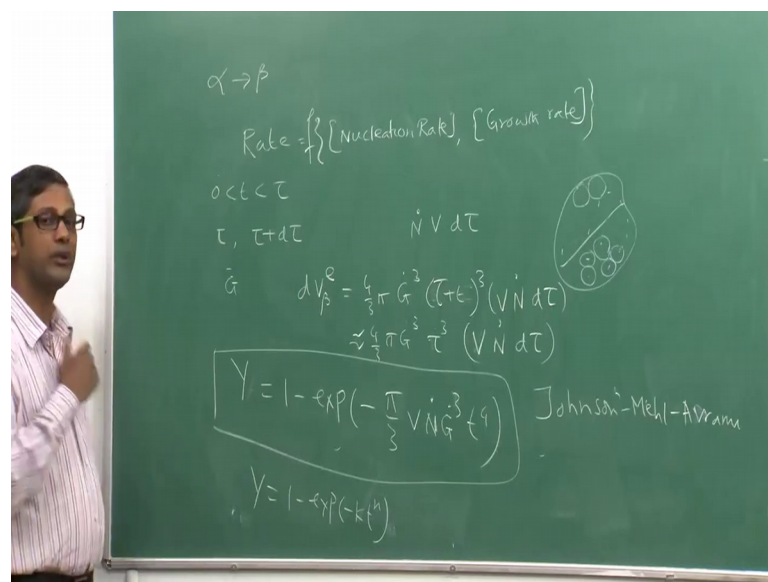 α → β
Rate = f{[Nucleation Rate], [Growth rate]}
0 < t < τ
τ, τ+dτ Ṅ V dτ
Ġ dV_β^e = 4/3 π Ġ³ (τ+t)³ (V Ṅ dτ)
≈ 4/3 π Ġ³ τ³ (V Ṅ dτ)
Y = 1 - exp(- π/3 V Ṅ Ġ³ t⁴) Johnson-Mehl-Avrami
Y = 1 - exp(-kt^n)